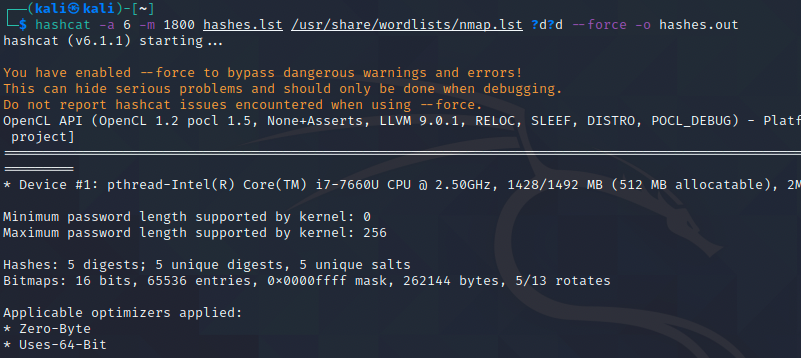 ┌──(kali㉿kali)-[~]
└─$ hashcat -a 6 -m 1800 hashes.lst /usr/share/wordlists/nmap.lst ?d?d --force -o hashes.out
hashcat (v6.1.1) starting...

You have enabled --force to bypass dangerous warnings and errors!
This can hide serious problems and should only be done when debugging.
Do not report hashcat issues encountered when using --force.
OpenCL API (OpenCL 1.2 pocl 1.5, None+Asserts, LLVM 9.0.1, RELOC, SLEEF, DISTRO, POCL_DEBUG) - Platf
project]
====================================================================================================
=========
* Device #1: pthread-Intel(R) Core(TM) i7-7660U CPU @ 2.50GHz, 1428/1492 MB (512 MB allocatable), 2M

Minimum password length supported by kernel: 0
Maximum password length supported by kernel: 256

Hashes: 5 digests; 5 unique digests, 5 unique salts
Bitmaps: 16 bits, 65536 entries, 0x0000ffff mask, 262144 bytes, 5/13 rotates

Applicable optimizers applied:
* Zero-Byte
* Uses-64-Bit